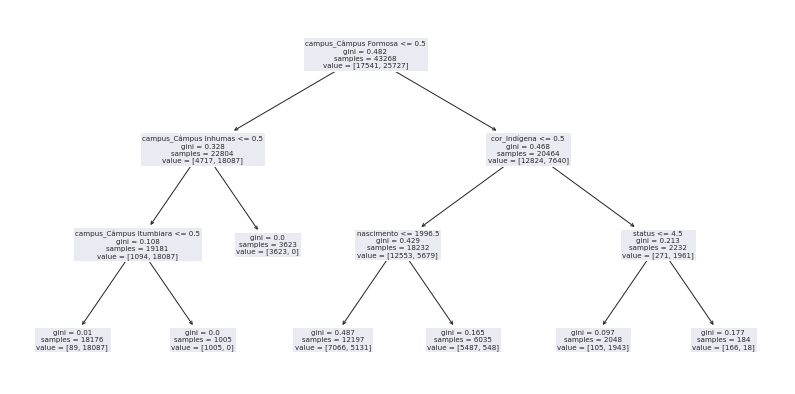 campus_Câmpus Formosa <= 0.5
gini = 0.482
samples = 43268
value = [17541, 25727]
campus_Câmpus Inhumas <= 0.5
gini = 0.328
samples = 22804
value = [4717, 18087]
cor_Indígena <= 0.5
gini = 0.468
samples = 20464
value = [12824, 7640]
campus_Câmpus Itumbiara <= 0.5
gini = 0.108
samples = 19181
value = [1094, 18087]
gini = 0.0
samples = 3623
value = [3623, 0]
nascimento <= 1996.5
gini = 0.429
samples = 18232
value = [12553, 5679]
status <= 4.5
gini = 0.213
samples = 2232
value = [271, 1961]
gini = 0.01
samples = 18176
value = [89, 18087]
gini = 0.0
samples = 1005
value = [1005, 0]
gini = 0.487
samples = 12197
value = [7066, 5131]
gini = 0.165
samples = 6035
value = [5487, 548]
gini = 0.097
samples = 2048
value = [105, 1943]
gini = 0.177
samples = 184
value = [166, 18]